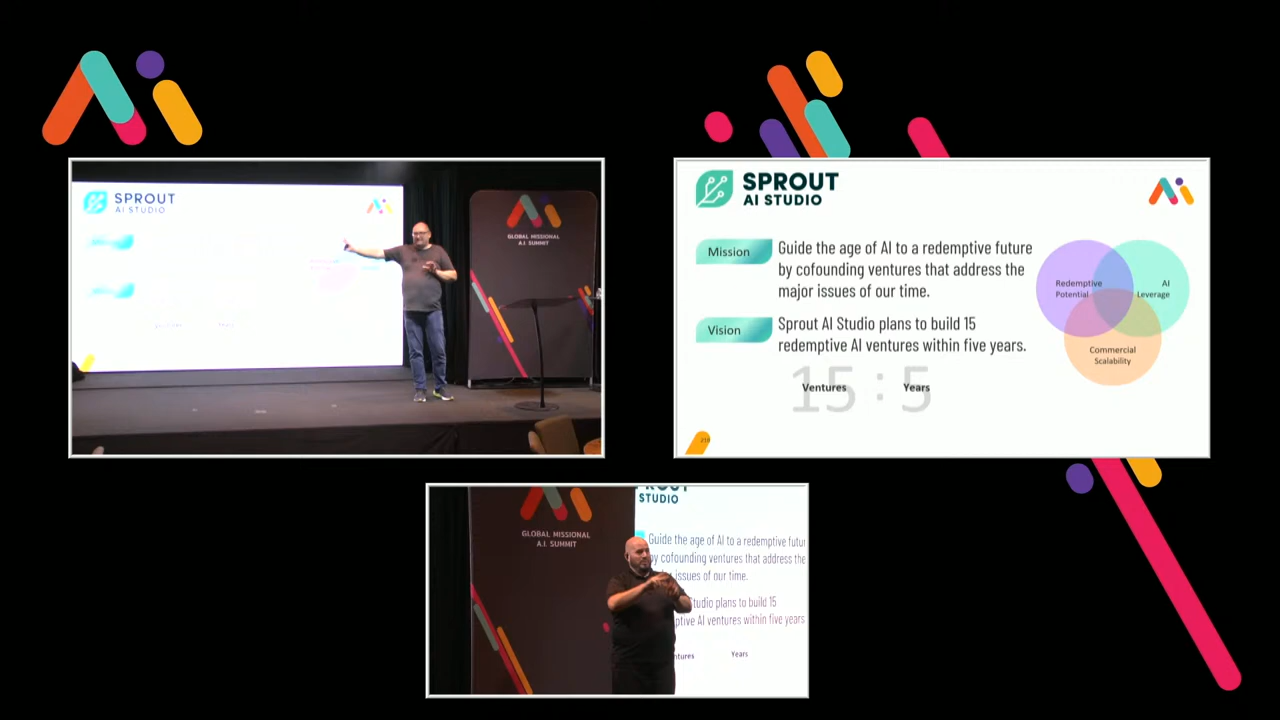 SPROUT
AI STUDIO
GLOBAL MISSIONAL
A.I. SUMMIT
SPROUT
AI STUDIO
Mission
Guide the age of AI to a redemptive future
by cofounding ventures that address the
major issues of our time.
Vision
Sprout AI Studio plans to build 15
redemptive AI ventures within five years.
15 : 5
Ventures
Years
Redemptive
Potential
AI
Leverage
Commercial
Scalability
STUDIO
GLOBAL MISSIONAL
A.I. SUMMIT
Guide the age of AI to a redemptive
by cofounding ventures that address the
issues of our time.
Studio plans to build 15
AI ventures within five years
Years